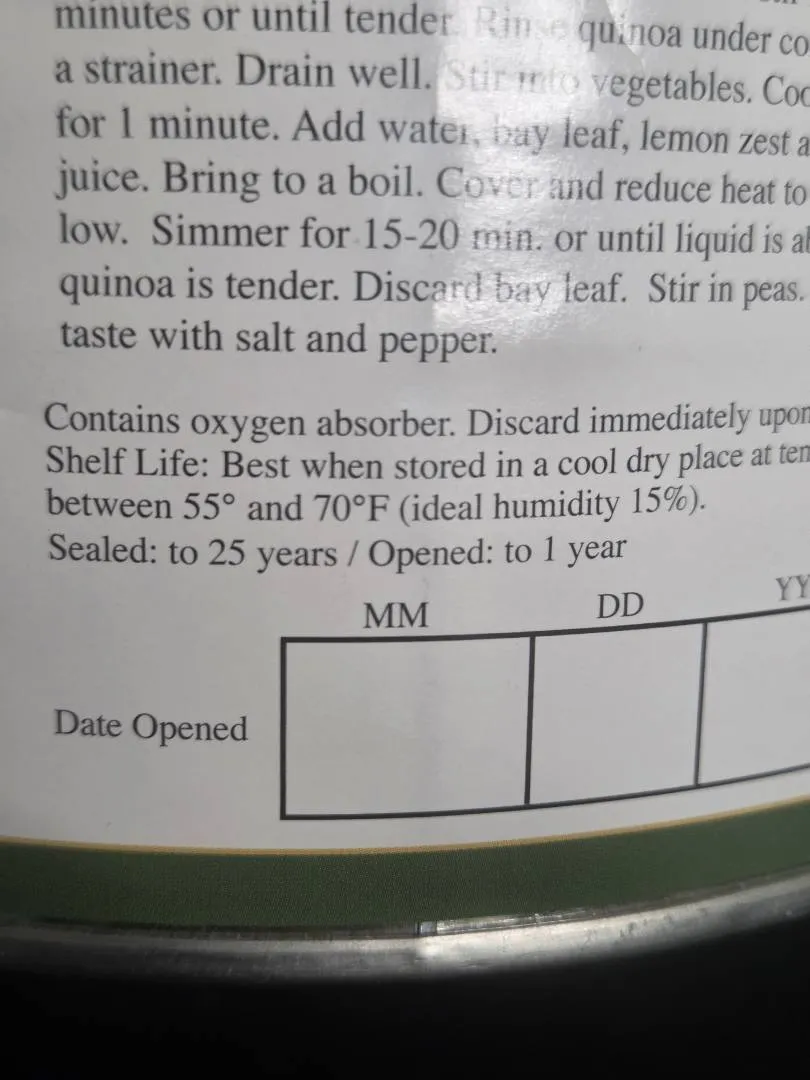 minutes or until tender. Rinse quinoa under co
a strainer. Drain well. Stir into vegetables. Coo
for 1 minute. Add water, bay leaf, lemon zest a
juice. Bring to a boil. Cover and reduce heat to
low. Simmer for 15-20 min. or until liquid is ab
quinoa is tender. Discard bay leaf. Stir in peas.
taste with salt and pepper.
Contains oxygen absorber. Discard immediately upon
Shelf Life: Best when stored in a cool dry place at tem
between 55° and 70°F (ideal humidity 15%).
Sealed: to 25 years / Opened: to 1 year
MM DD YY
Date Opened